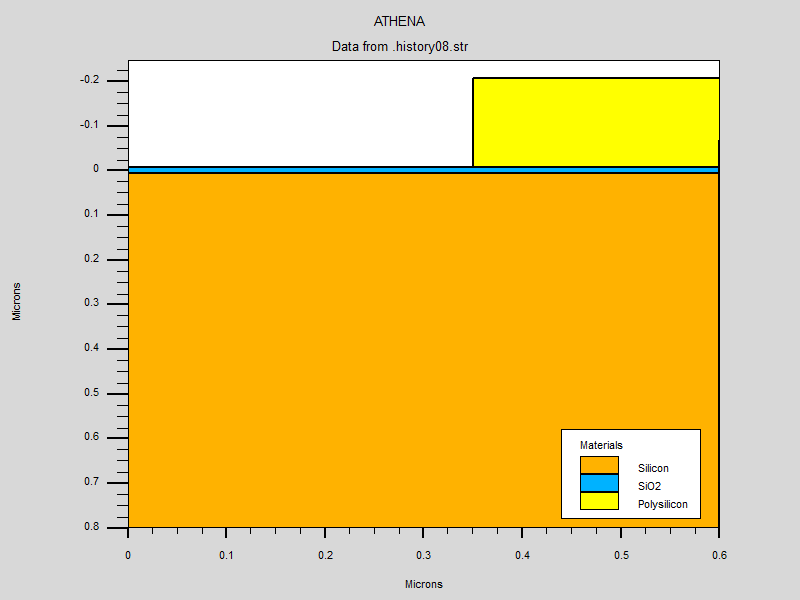 ATHENA
Data from .history08.str
-0.2
-0.1
0
0.1
0.2
0.3
0.4
0.5
0.6
0.7
0.8
Microns
Materials
Silicon
SiO2
Polysilicon
0 0.1 0.2 0.3 0.4 0.5 0.6
Microns